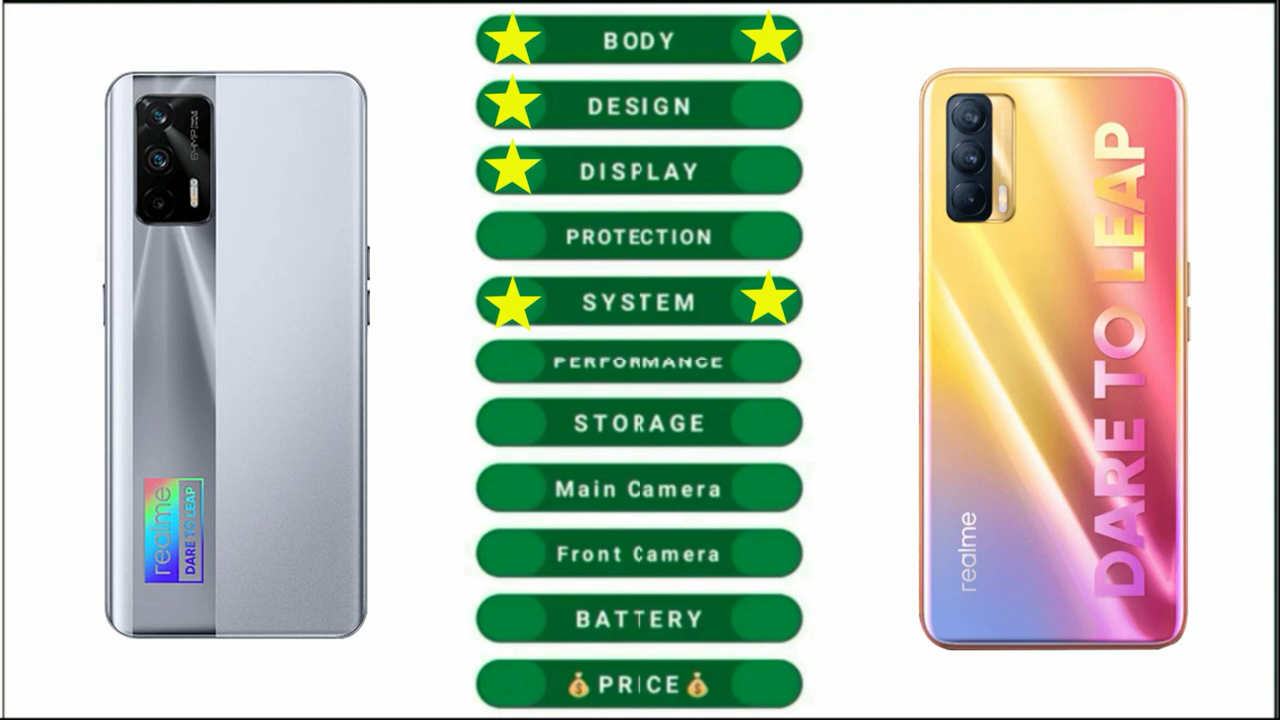 BODY
DESIGN
DISPLAY
PROTECTION
SYSTEM
PERFORMANCE
STORAGE
Main Camera
Front Camera
BATTERY
💰PRICE💰
64MP
realme
DARE TO LEAP
realme
DARE TO LEAP